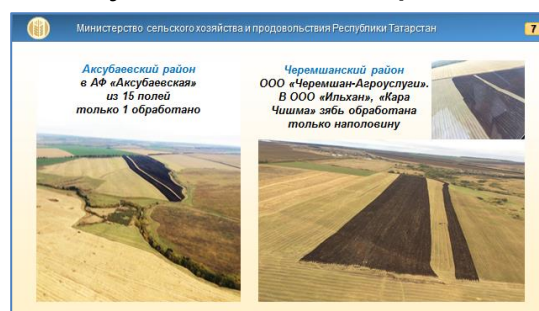 Министерство сельского хозяйства и продовольствия Республики Татарстан
7
Аксубаевский район
в АФ «Аксубаевская»
из 15 полей
только 1 обработано
Черемшанский район
ООО «Черемшан-Агроуслуги».
В ООО «Ильхан», «Кара
Чишма» зябь обработана
только наполовину